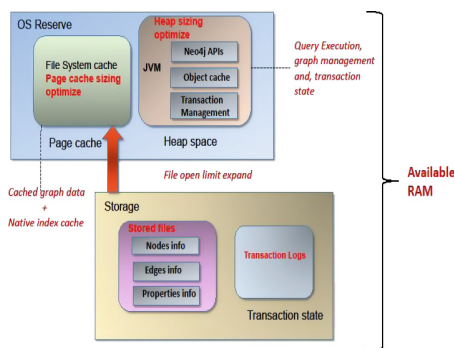 OS Reserve
File System cache
Page cache sizing
optimize
Page cache
Heap sizing
optimize
JVM
Neo4j APIs
Object cache
Transaction
Management
Heap space
Query Execution,
graph management
and, transaction
state
Cached graph data
+
Native index cache
File open limit expand
Available
RAM
Storage
Stored files
Nodes info
Edges info
Properties info
Transaction Logs
Transaction state